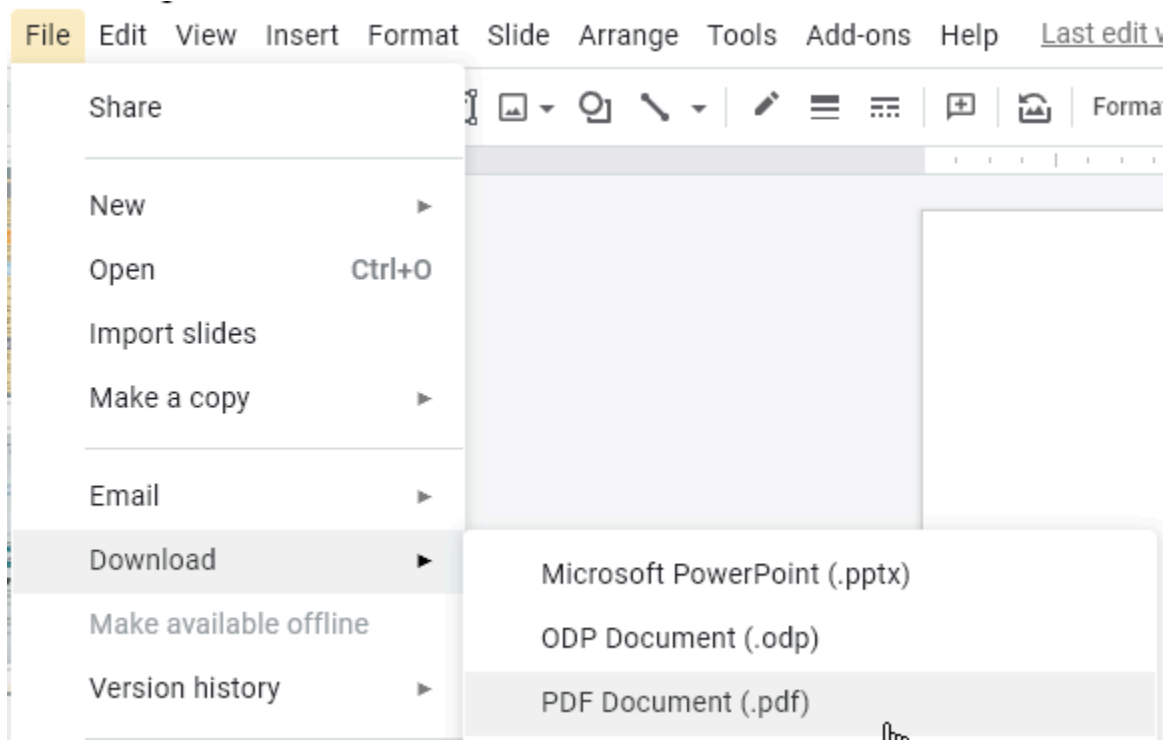 File Edit View Insert Format Slide Arrange Tools Add-ons Help Last edit
Share
New
Open Ctrl+O
Import slides
Make a copy
Email
Download
Microsoft PowerPoint (.pptx)
ODP Document (.odp)
Make available offline
Version history
PDF Document (.pdf)